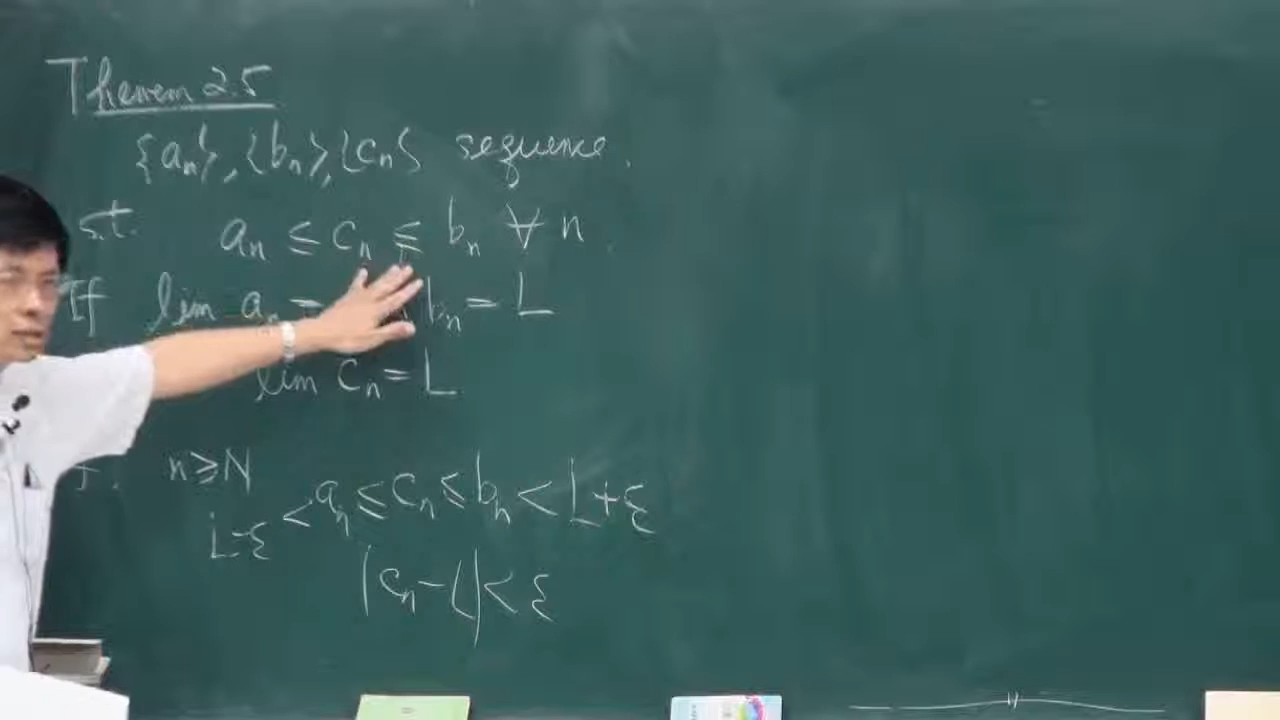 Theorem 2.5
{an}, {bn}, {cn} sequence.
s.t. an ≤ cn ≤ bn ∀ n.
If lim an = bn = L
lim cn = L
n ≥ N
L-ε < an ≤ cn ≤ bn < L+ε
|cn - L| < ε